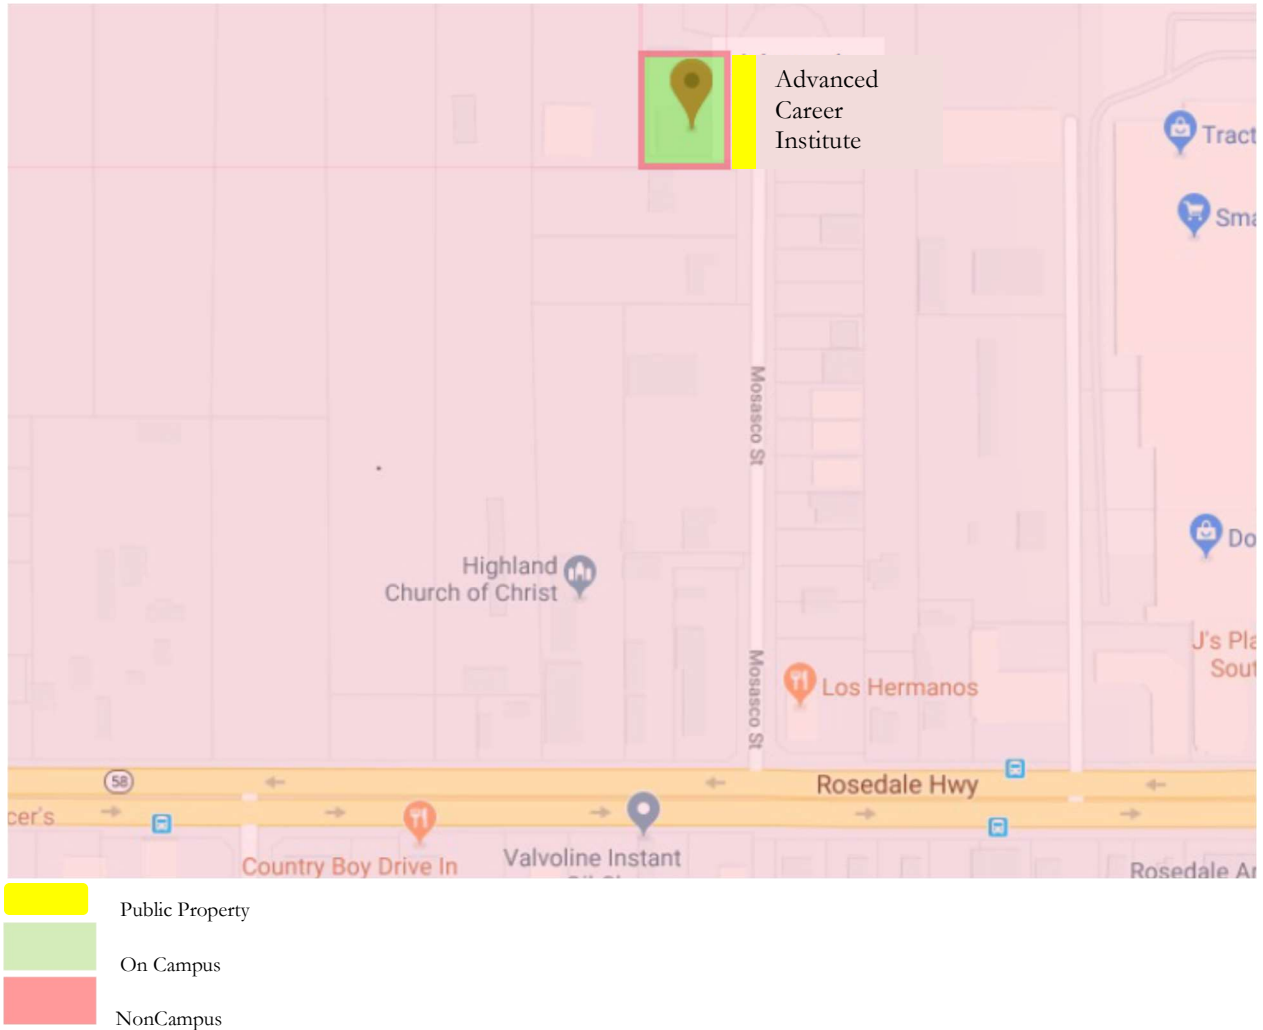 Advanced
Career
Institute
Tract
Sma
Mosasco St
Do
Highland
Church of Christ
J's Pla
Sout
Mosasco St
Los Hermanos
58
Rosedale Hwy
cer's
Country Boy Drive In
Valvoline Instant
Rosedale Ar
Public Property
On Campus
NonCampus